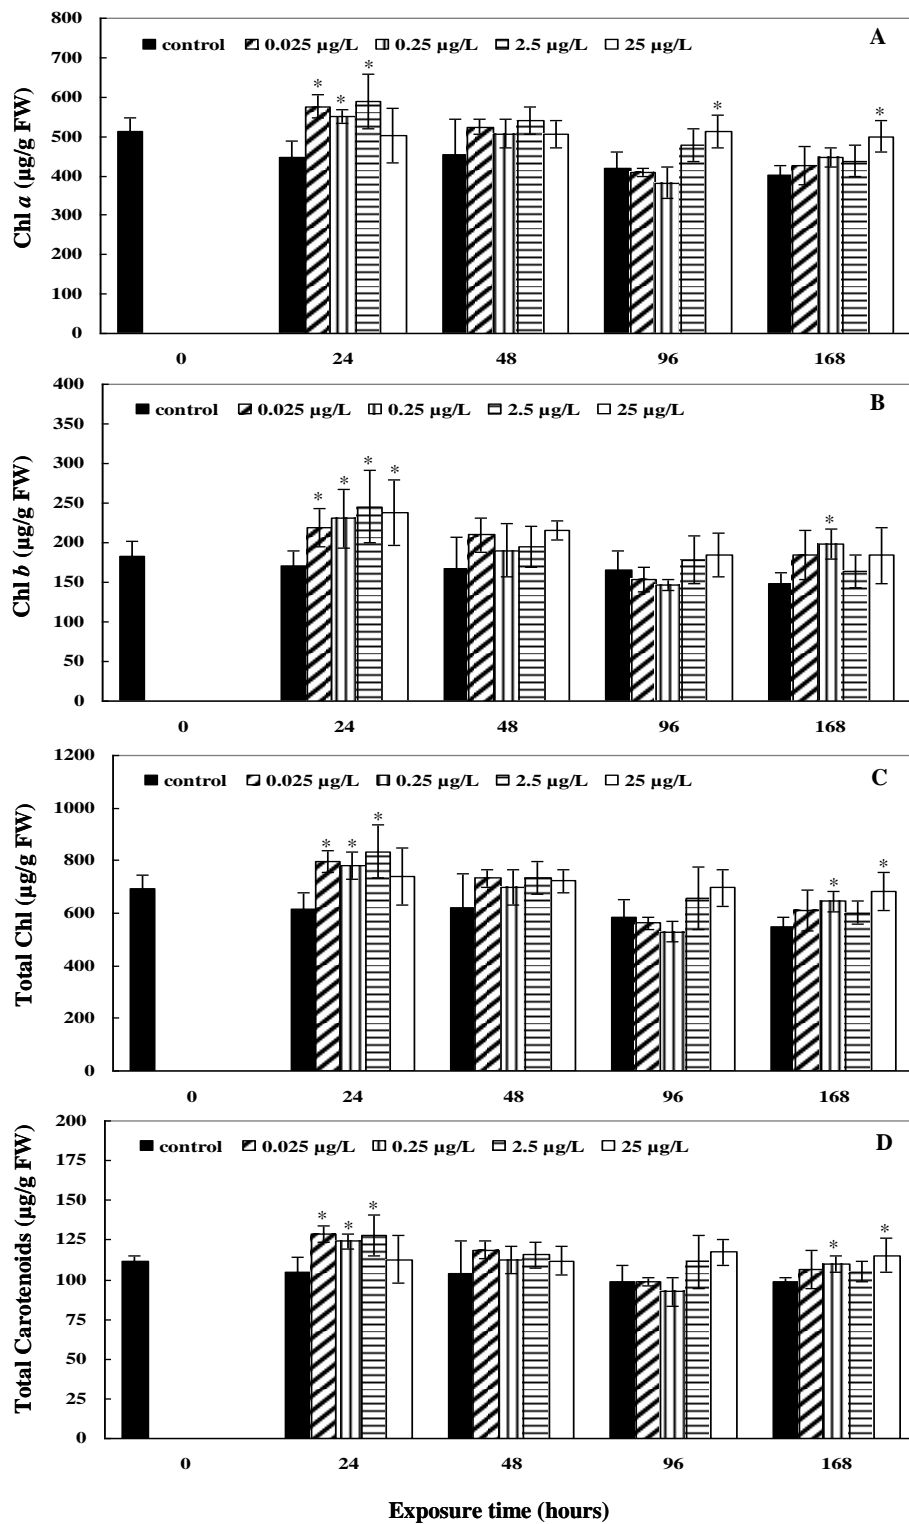 800
700
600
500
400
300
200
100
0
Chl a (µg/g FW)
control 0.025 µg/L 0.25 µg/L 2.5 µg/L 25 µg/L
A
* * * * *
0 24 48 96 168
400
350
300
250
200
150
100
50
0
Chl b (µg/g FW)
control 0.025 µg/L 0.25 µg/L 2.5 µg/L 25 µg/L
B
* * * * *
0 24 48 96 168
1200
1000
800
600
400
200
0
Total Chl (µg/g FW)
control 0.025 µg/L 0.25 µg/L 2.5 µg/L 25 µg/L
C
* * * * *
0 24 48 96 168
200
175
150
125
100
75
50
25
0
Total Carotenoids (µg/g FW)
control 0.025 µg/L 0.25 µg/L 2.5 µg/L 25 µg/L
D
* * * * *
0 24 48 96 168
Exposure time (hours)